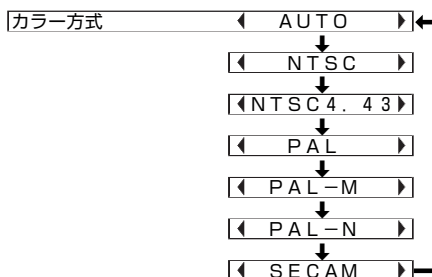 カラー方式 AUTO
NTSC
NTSC4.43
PAL
PAL－M
PAL－N
SECAM